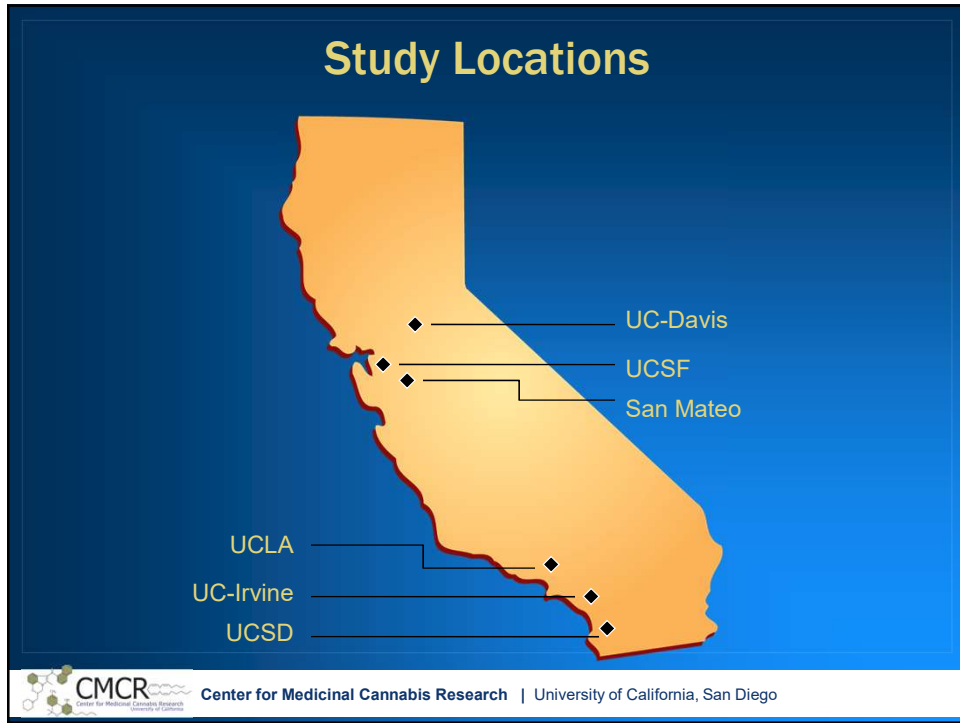 Study Locations
UC-Davis
UCSF
San Mateo
UCLA
UC-Irvine
UCSD
CMCR
Center for Medicinal Cannabis Research
University of California
Center for Medicinal Cannabis Research | University of California, San Diego